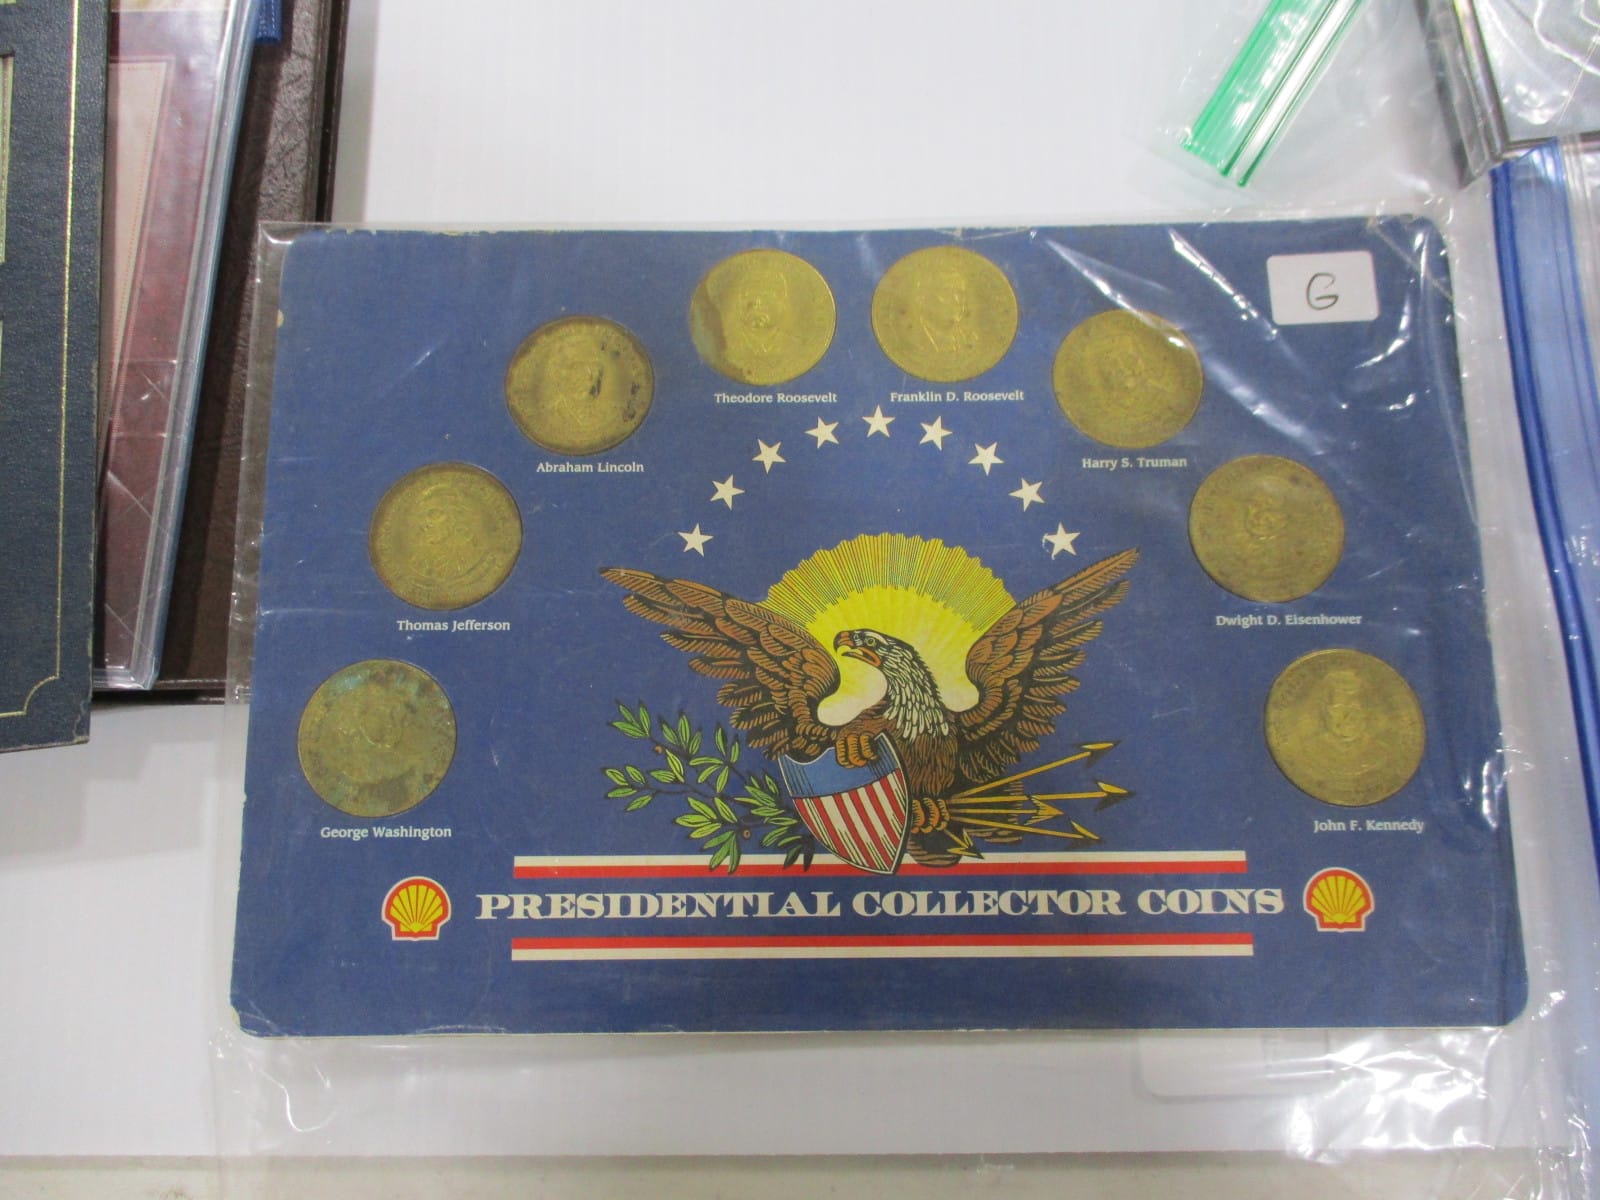 G
Theodore Roosevelt
Franklin D. Roosevelt
Abraham Lincoln
Harry S. Truman
Thomas Jefferson
Dwight D. Eisenhower
George Washington
John F. Kennedy
PRESIDENTIAL COLLECTOR COINS